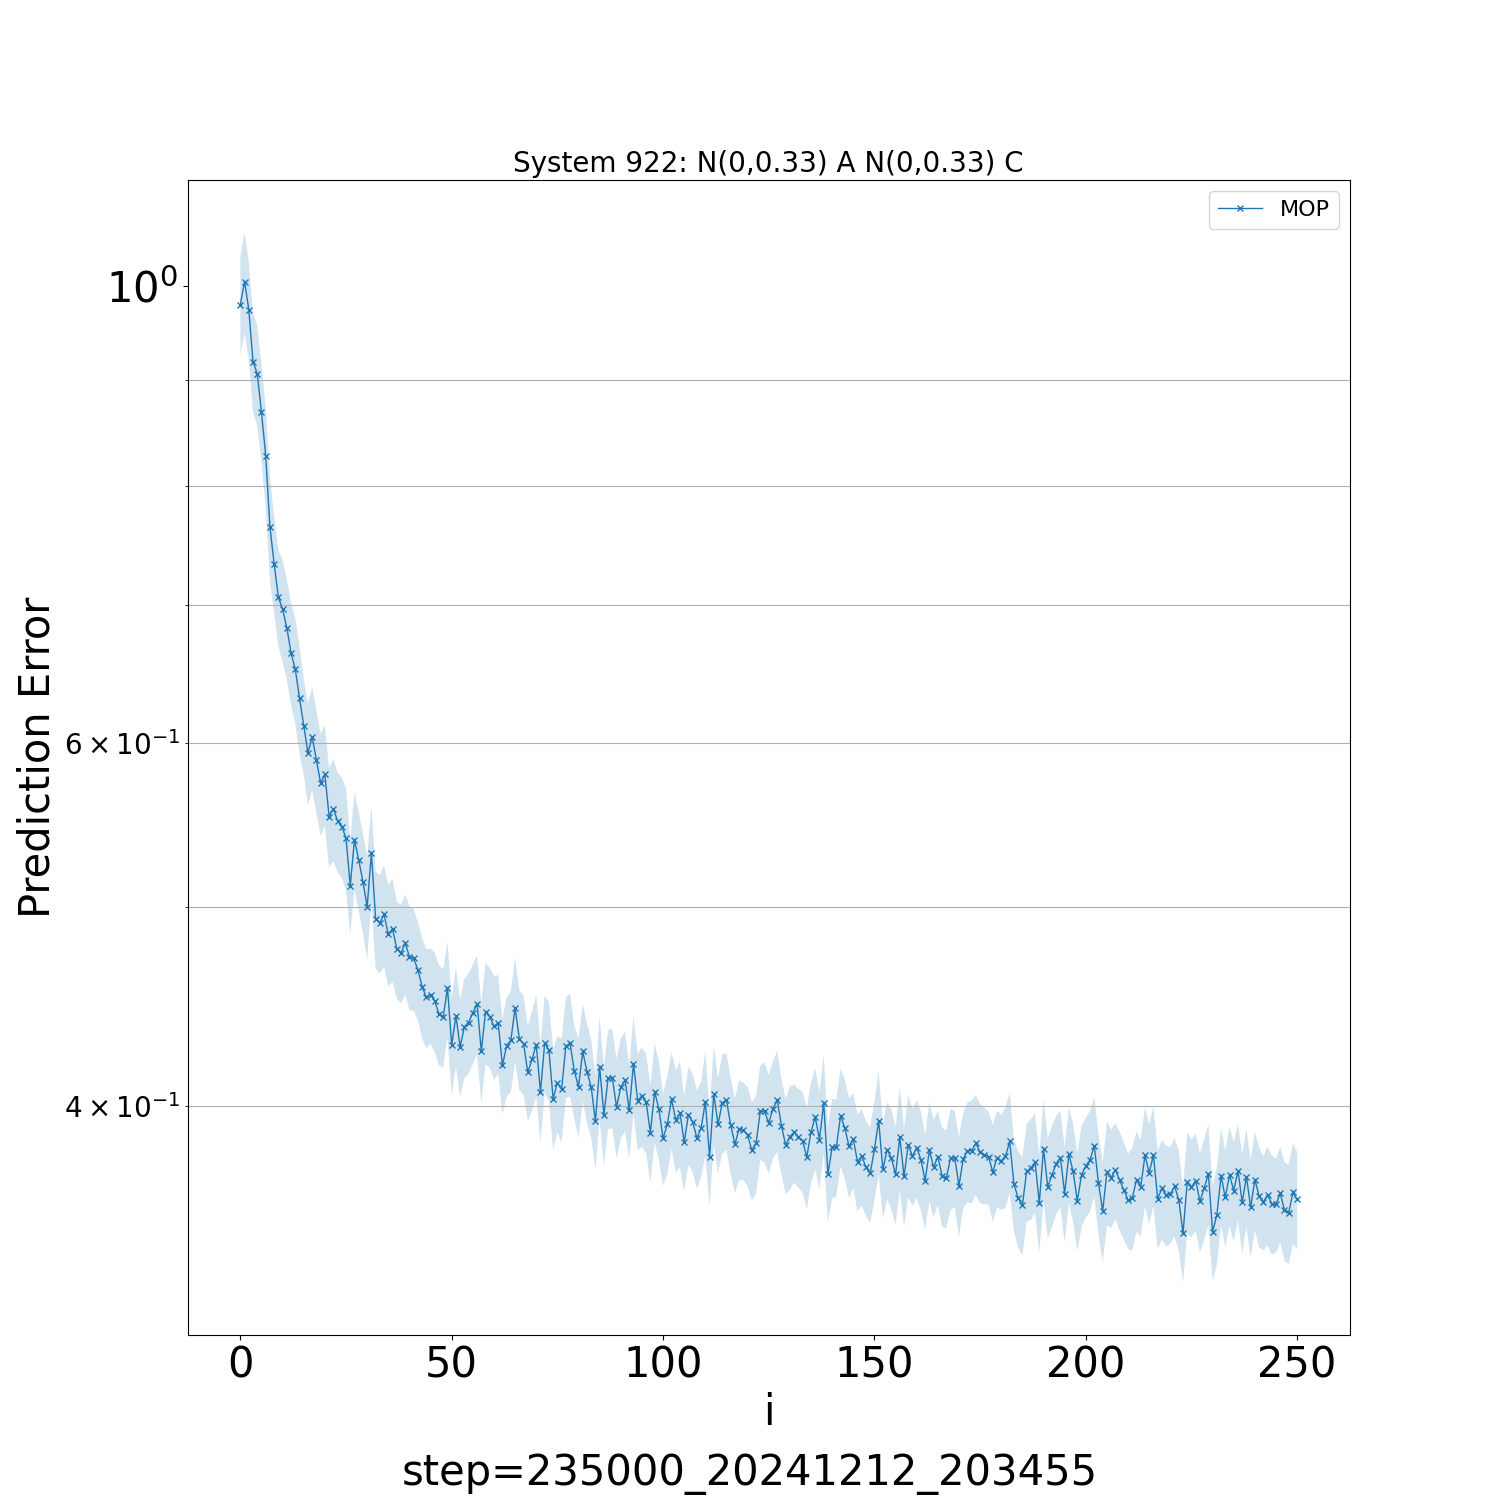 System 922: N(0,0.33) A N(0,0.33) C
MOP
10⁰
6 × 10⁻¹
4 × 10⁻¹
Prediction Error
0 50 100 150 200 250
i
step=235000_20241212_203455